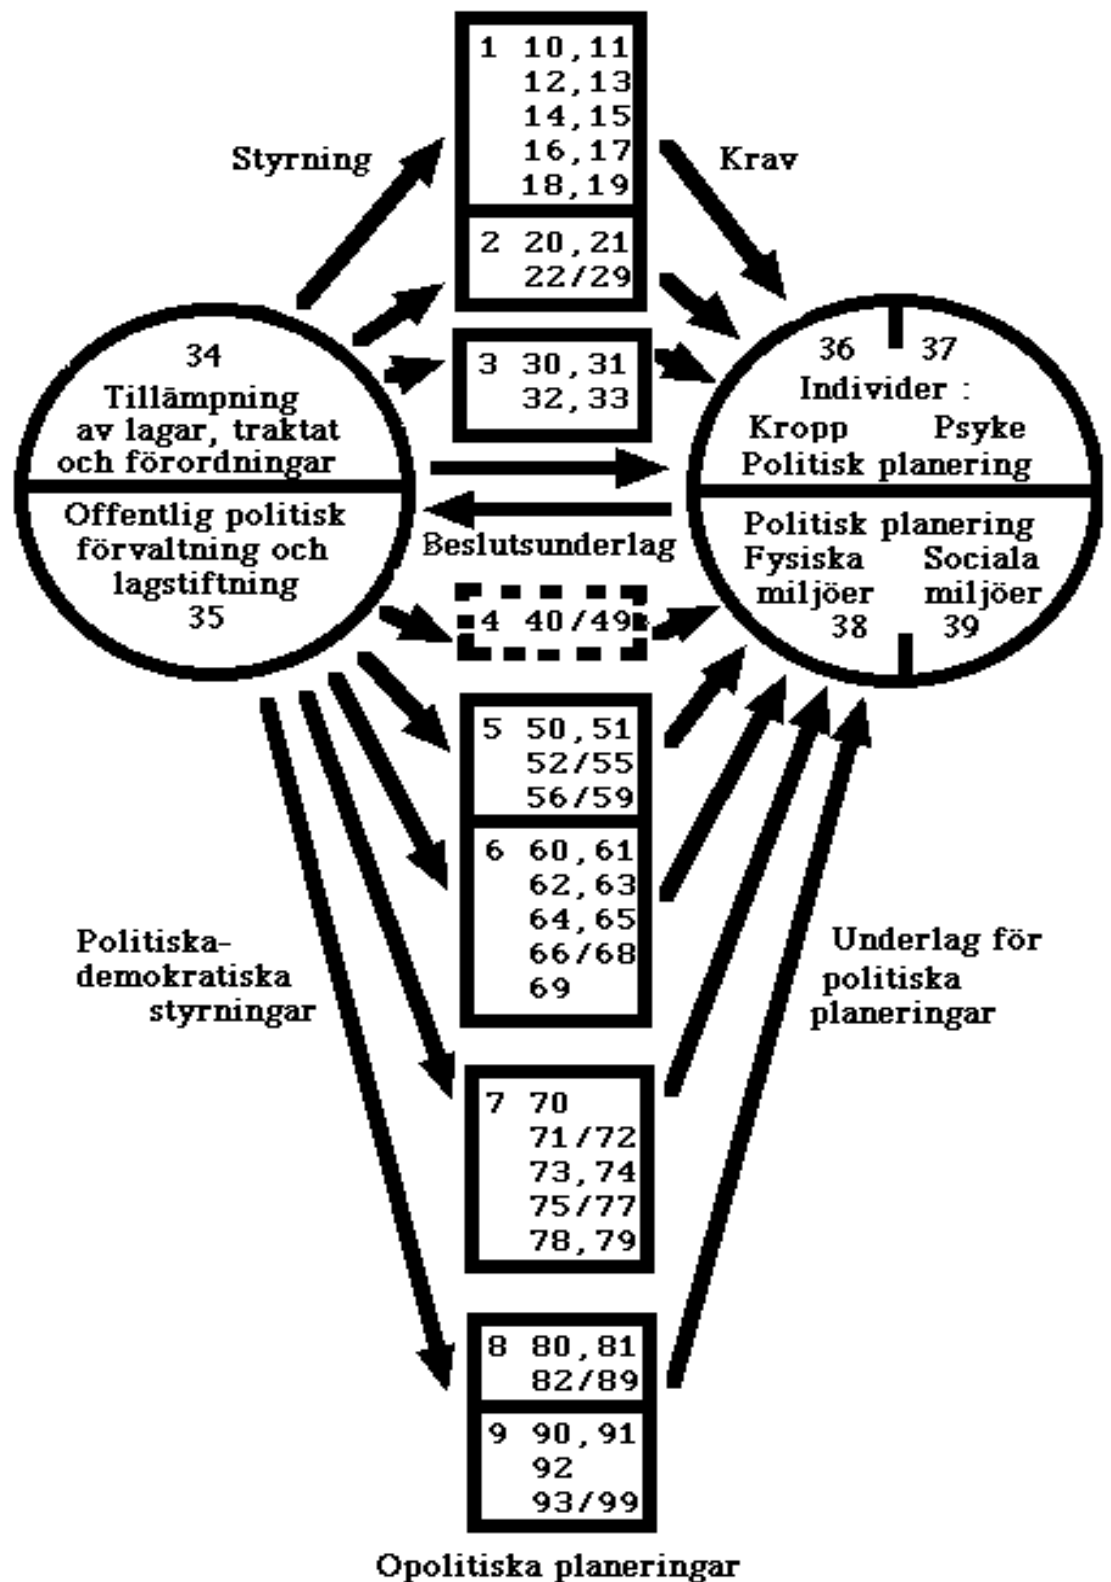 1 10,11
12,13
14,15
16,17
18,19
Styrning
Krav
2 20,21
22/29
3 30,31
32,33
34
Tillämpning
av lagar, traktat
och förordningar
Offentlig politisk
förvaltning och
lagstiftning
35
36 37
Individer :
Kropp Psyke
Politisk planering
Politisk planering
Fysiska Sociala
miljöer miljöer
38 39
Beslutsunderlag
4 40/49
5 50,51
52/55
56/59
6 60,61
62,63
64,65
66/68
69
Politiska-
demokratiska
styrningar
Underlag för
politiska
planeringar
7 70
71/72
73,74
75/77
78,79
8 80,81
82/89
9 90,91
92
93/99
Opolitiska planeringar